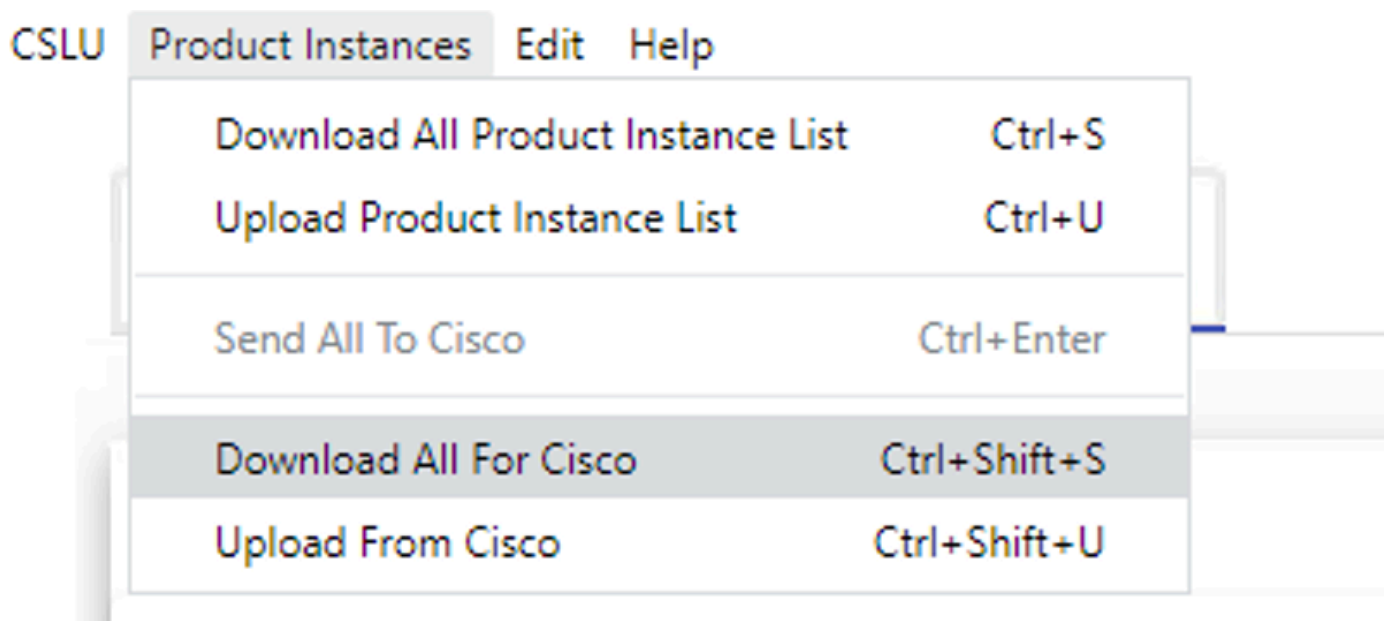 CSLU Product Instances Edit Help
Download All Product Instance List Ctrl+S
Upload Product Instance List Ctrl+U
Send All To Cisco Ctrl+Enter
Download All For Cisco Ctrl+Shift+S
Upload From Cisco Ctrl+Shift+U